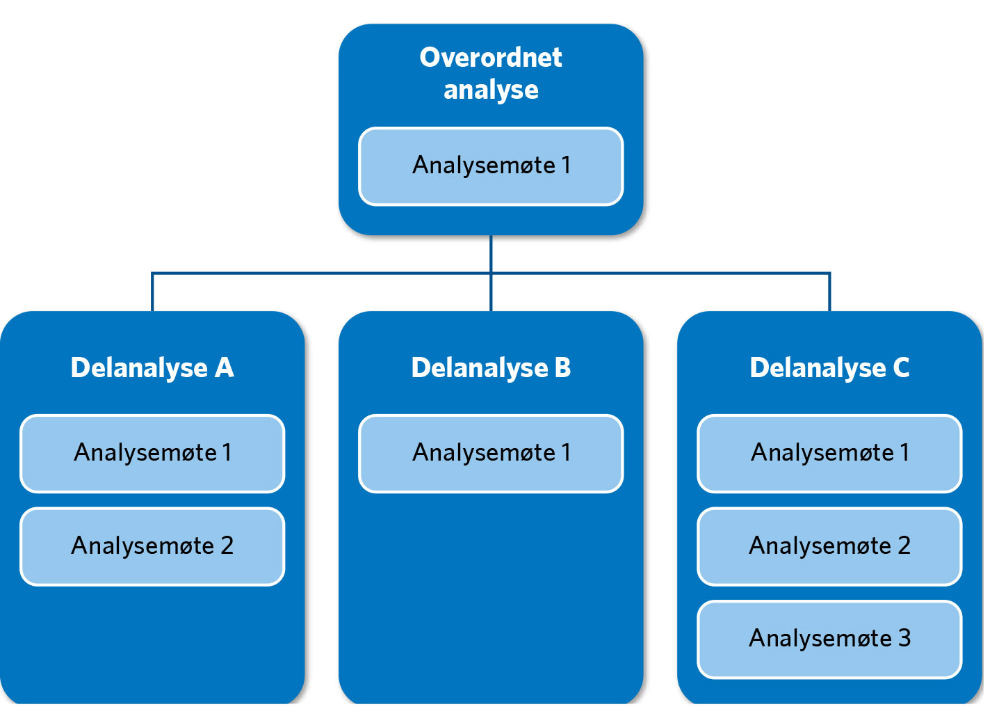 Overordnet
analyse
Analysemøte 1
Delanalyse A
Analysemøte 1
Analysemøte 2
Delanalyse B
Analysemøte 1
Delanalyse C
Analysemøte 1
Analysemøte 2
Analysemøte 3